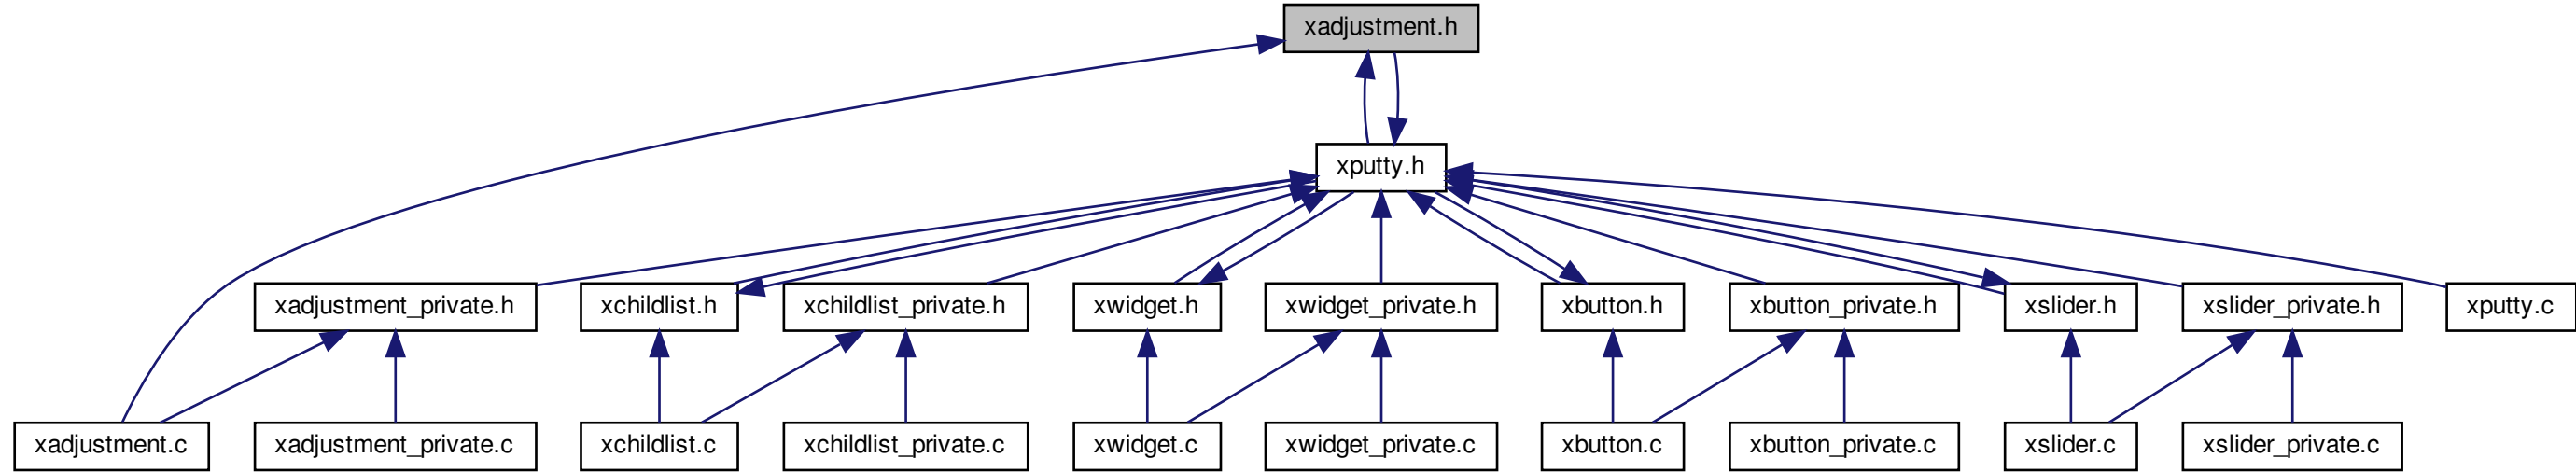 xadjustment.h
xputty.h
xadjustment_private.h
xchildlist.h
xchildlist_private.h
xwidget.h
xwidget_private.h
xbutton.h
xbutton_private.h
xslider.h
xslider_private.h
xputty.c
xadjustment.c
xadjustment_private.c
xchildlist.c
xchildlist_private.c
xwidget.c
xwidget_private.c
xbutton.c
xbutton_private.c
xslider.c
xslider_private.c